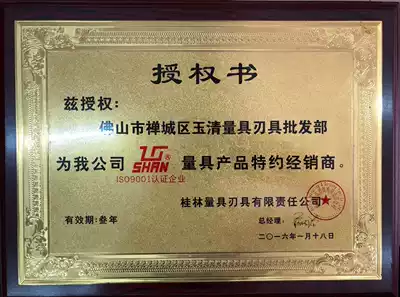 授权书
兹授权：
佛山市禅城区玉清量具刃具批发部
为我公司 SHAN ® 量具产品特约经销商。
ISO9001认证企业
桂林量具刃具有限责任公司
有效期：叁年
总经理：
二〇一六年一月十八日